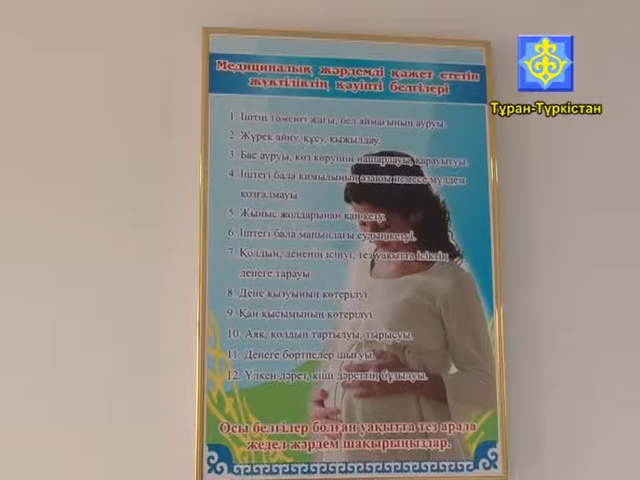 Медициналық жәрдемді қажет ететін
жүктіліктің қауіпті белгілері
Тұран-Түркістан
1. Іштің төменгі жағы, бел аймағының ауруы.
2. Жүрек айну, құсу, қыжылдау.
3. Бас ауруы, көз көруінің нашарлауы, қарауытуы.
4. Іштегі бала қимылының азаюы немесе мүлдем
қозғалмауы.
5. Жыныс жолдарынан қан кету.
6. Іштегі бала маңындағы судың кетуі.
7. Қолдың, дененің ісінуі, тез уақытта ісіктің
денеге тарауы.
8. Дене қызуының көтерілуі
9. Қан қысымының көтерілуі
10. Аяқ, қолдың тартылуы, тырысуы.
11. Денеге бөртпелер шығуы.
12. Үлкен дәрет, кіші дәреттің бұзылуы.
Осы белгілер болған уақытта тез арада
жедел жәрдем шақырыңыздар.